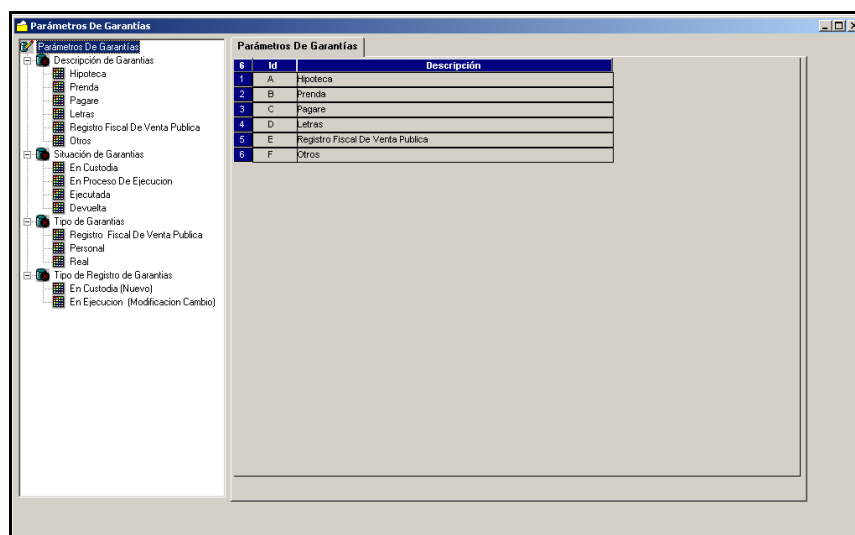 Parámetros De Garantías
Parámetros De Garantías
Descripción de Garantias
Hipoteca
Prenda
Pagare
Letras
Registro Fiscal De Venta Publica
Otros
Situación de Garantias
En Custodia
En Proceso De Ejecucion
Ejecutada
Devuelta
Tipo de Garantias
Registro Fiscal De Venta Publica
Personal
Real
Tipo de Registro de Garantias
En Custodia (Nuevo)
En Ejecucion (Modificacion Cambio)
Parámetros De Garantías
6 Id Descripción
1 A Hipoteca
2 B Prenda
3 C Pagare
4 D Letras
5 E Registro Fiscal De Venta Publica
6 F Otros